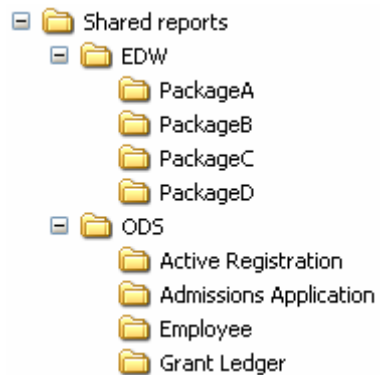 Shared reports
EDW
PackageA
PackageB
PackageC
PackageD
ODS
Active Registration
Admissions Application
Employee
Grant Ledger